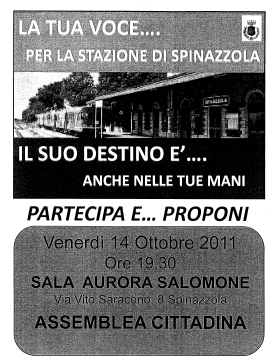 LA TUA VOCE….
PER LA STAZIONE DI SPINAZZOLA
SPINAZZOLA
IL SUO DESTINO E'….
ANCHE NELLE TUE MANI
PARTECIPA E… PROPONI
Venerdì 14 Ottobre 2011
Ore 19,30
SALA AURORA SALOMONE
Via Vito Saraceno, 8 Spinazzola
ASSEMBLEA CITTADINA